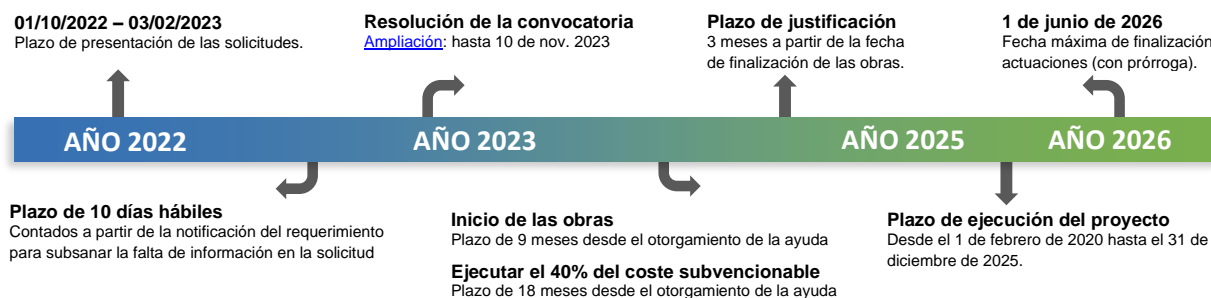 01/10/2022 – 03/02/2023
Plazo de presentación de las solicitudes.
Resolución de la convocatoria
Ampliación: hasta 10 de nov. 2023
Plazo de justificación
3 meses a partir de la fecha
de finalización de las obras.
1 de junio de 2026
Fecha máxima de finalización
actuaciones (con prórroga).
AÑO 2022
AÑO 2023
AÑO 2025
AÑO 2026
Plazo de 10 días hábiles
Contados a partir de la notificación del requerimiento
para subsanar la falta de información en la solicitud
Inicio de las obras
Plazo de 9 meses desde el otorgamiento de la ayuda
Ejecutar el 40% del coste subvencionable
Plazo de 18 meses desde el otorgamiento de la ayuda
Plazo de ejecución del proyecto
Desde el 1 de febrero de 2020 hasta el 31 de
diciembre de 2025.